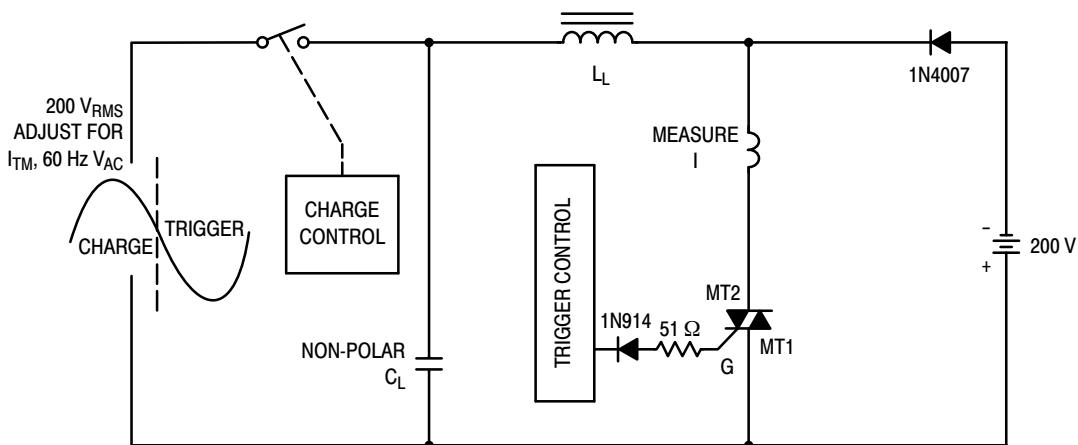 L_L
1N4007
200 V_RMS
ADJUST FOR
I_TM, 60 Hz V_AC
MEASURE
I
CHARGE
CONTROL
TRIGGER
CHARGE
TRIGGER CONTROL
-
200 V
+
MT2
1N914
51 Ω
MT1
G
NON-POLAR
C_L